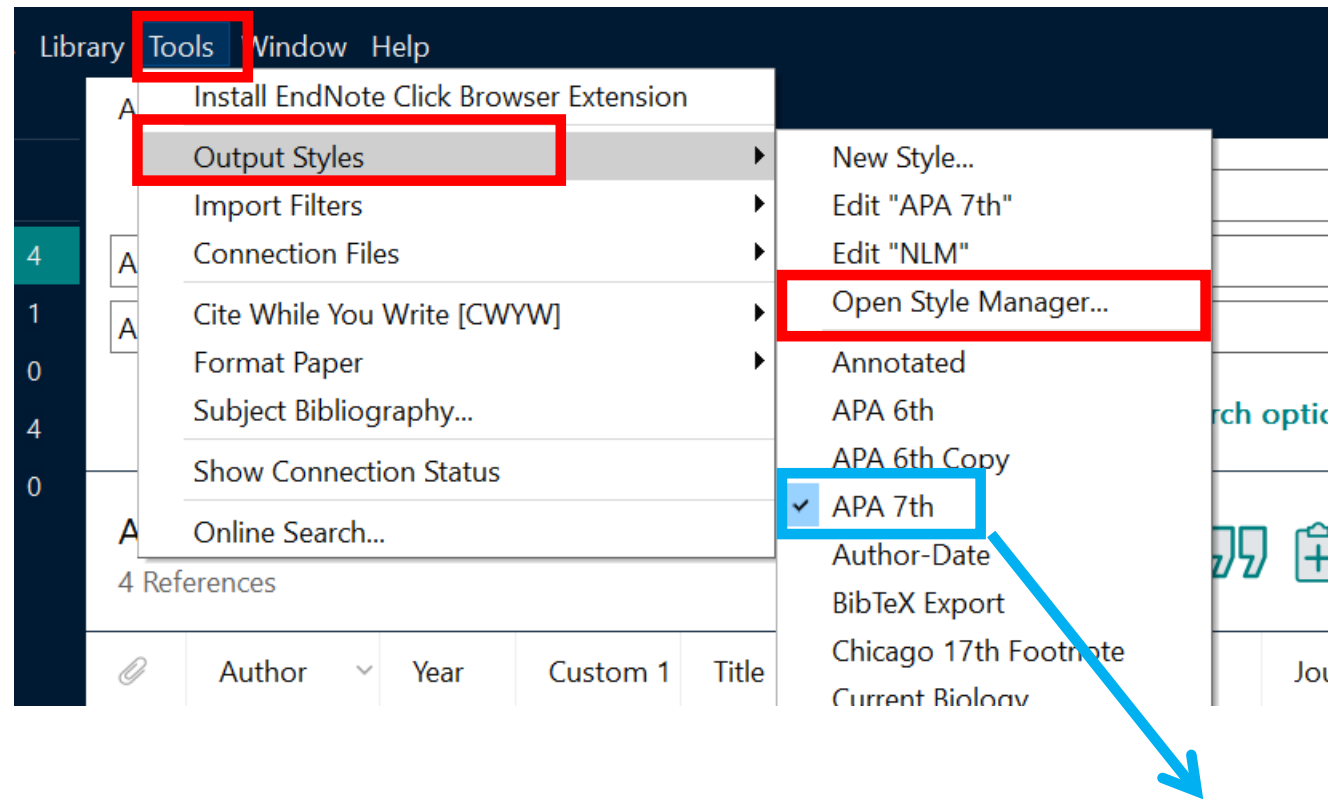 Library Tools Window Help
Install EndNote Click Browser Extension
Output Styles
Import Filters
Connection Files
Cite While You Write [CWYW]
Format Paper
Subject Bibliography...
Show Connection Status
Online Search...
New Style...
Edit "APA 7th"
Edit "NLM"
Open Style Manager...
Annotated
APA 6th
APA 6th Copy
APA 7th
Author-Date
BibTeX Export
Chicago 17th Footnote
Current Biology
4
1
0
4
0
A
A
A
A
4 References
Author Year Custom 1 Title